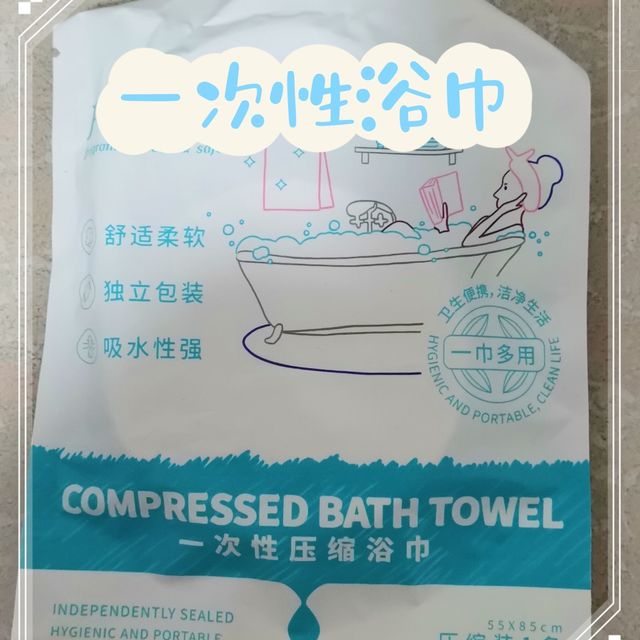 一次性浴巾
舒适柔软
独立包装
吸水性强
卫生便携,洁净生活
一巾多用
HYGIENIC AND PORTABLE, CLEAN LIFE
COMPRESSED BATH TOWEL
一次性压缩浴巾
INDEPENDENTLY SEALED
HYGIENIC AND PORTABLE
55X85cm